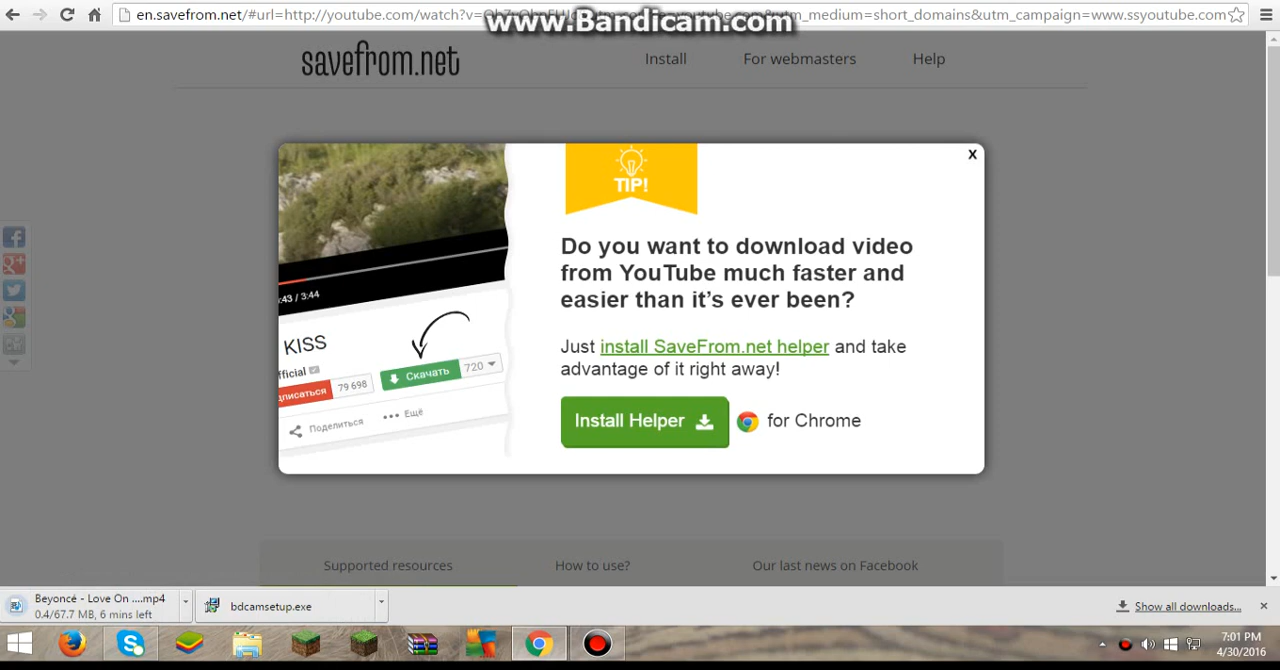 www.Bandicam.com
en.savefrom.net/#url=http://youtube.com/watch?v=
utm_medium=short_domains&utm_campaign=www.ssyoutube.com
savefrom.net
Install
For webmasters
Help
TIP!
X
Do you want to download video
from YouTube much faster and
easier than it's ever been?
:43 / 3:44
KISS
fficial
дписаться
79 698
Скачать
720
Поделиться
Ещё
Just install SaveFrom.net helper and take
advantage of it right away!
Install Helper
for Chrome
Supported resources
How to use?
Our last news on Facebook
Beyoncé - Love On ....mp4
0.4/67.7 MB, 6 mins left
bdcamsetup.exe
Show all downloads...
7:01 PM
4/30/2016